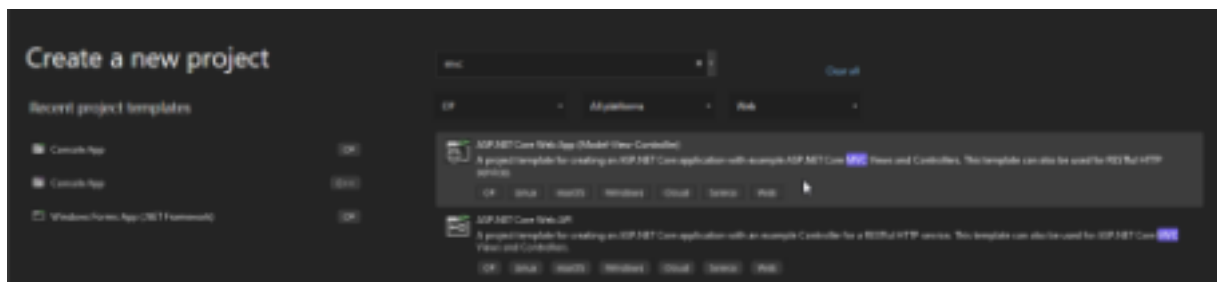 Create a new project
mvc
Clear all
Recent project templates
C#
All platforms
Web
Console App
C#
Console App
C++
Windows Forms App (.NET Framework)
C#
ASP.NET Core Web App (Model-View-Controller)
A project template for creating an ASP.NET Core application with example ASP.NET Core MVC Views and Controllers. This template can also be used for RESTful HTTP
services.
C# Linux macOS Windows Cloud Service Web
ASP.NET Core Web API
A project template for creating an ASP.NET Core application with an example Controller for a RESTful HTTP service. This template can also be used for ASP.NET Core MVC
Views and Controllers.
C# Linux macOS Windows Cloud Service Web